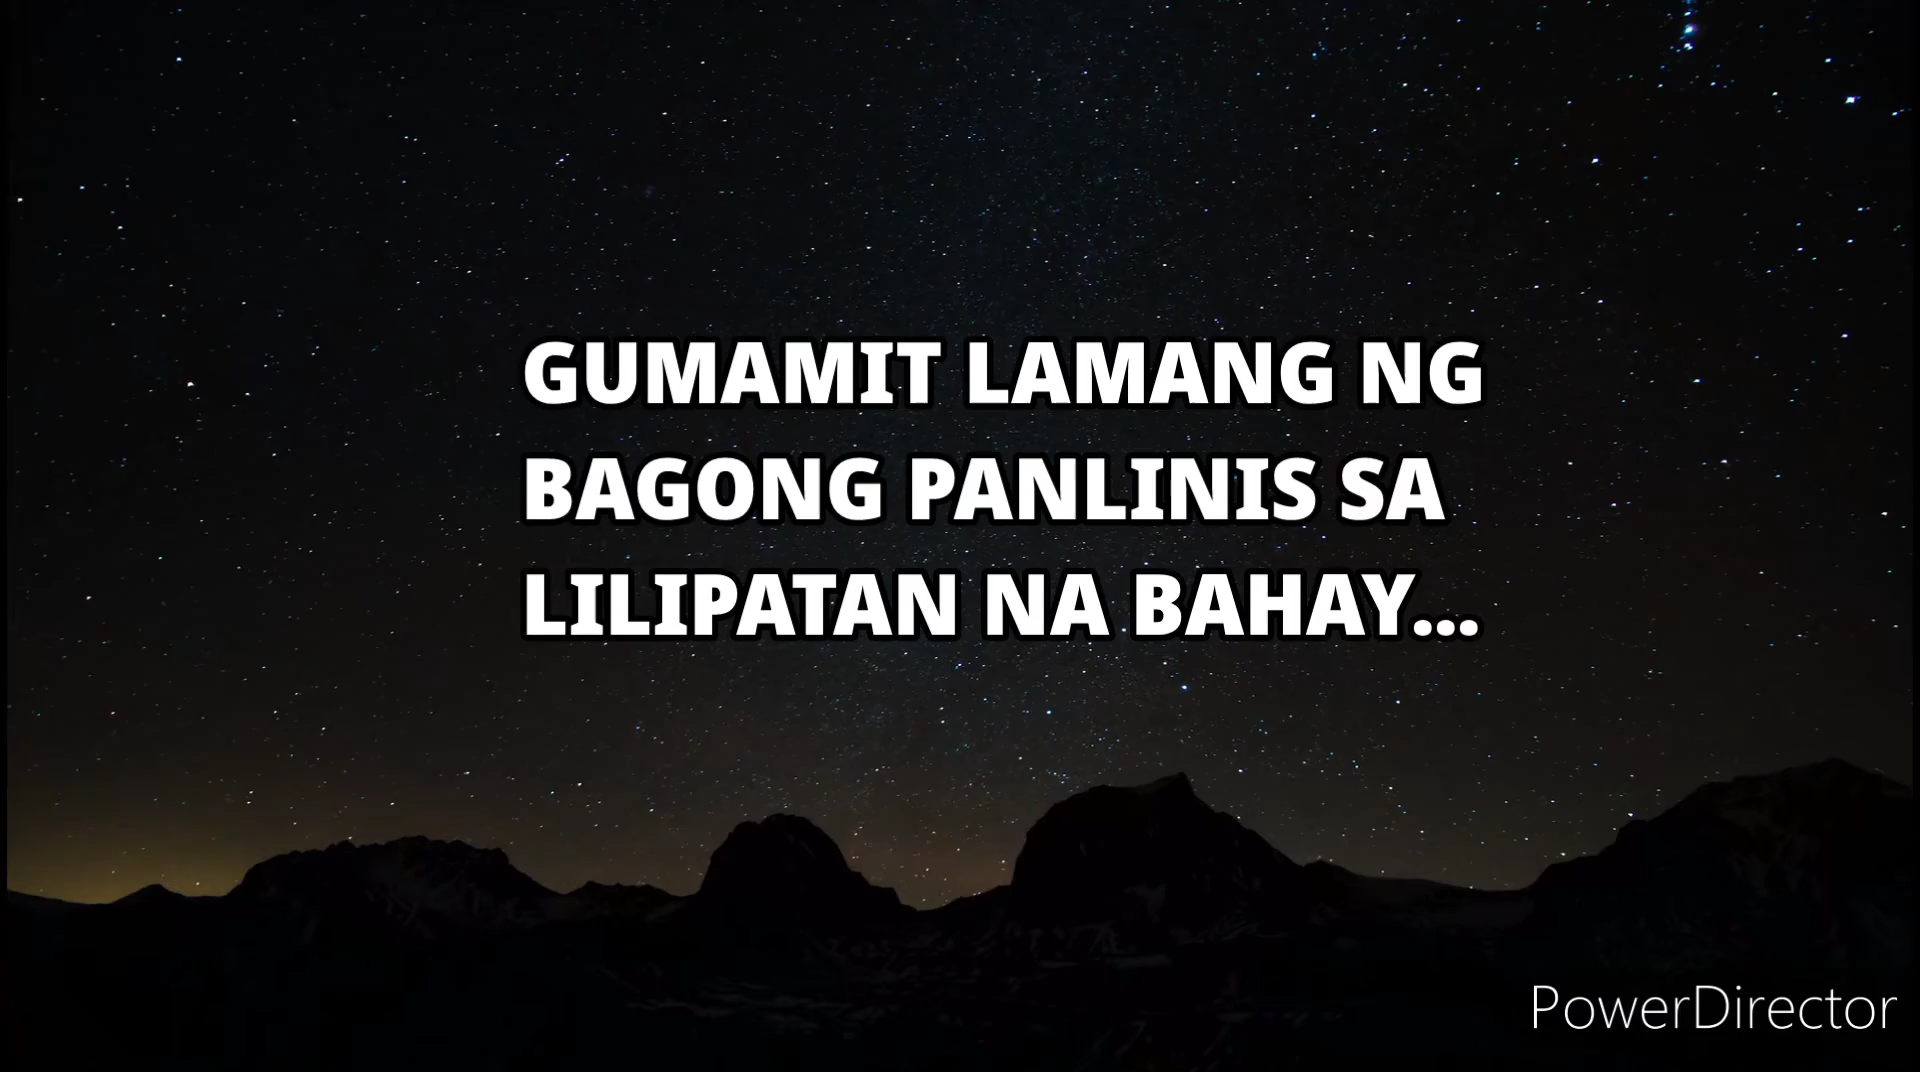 GUMAMIT LAMANG NG
BAGONG PANLINIS SA
LILIPATAN NA BAHAY...
PowerDirector